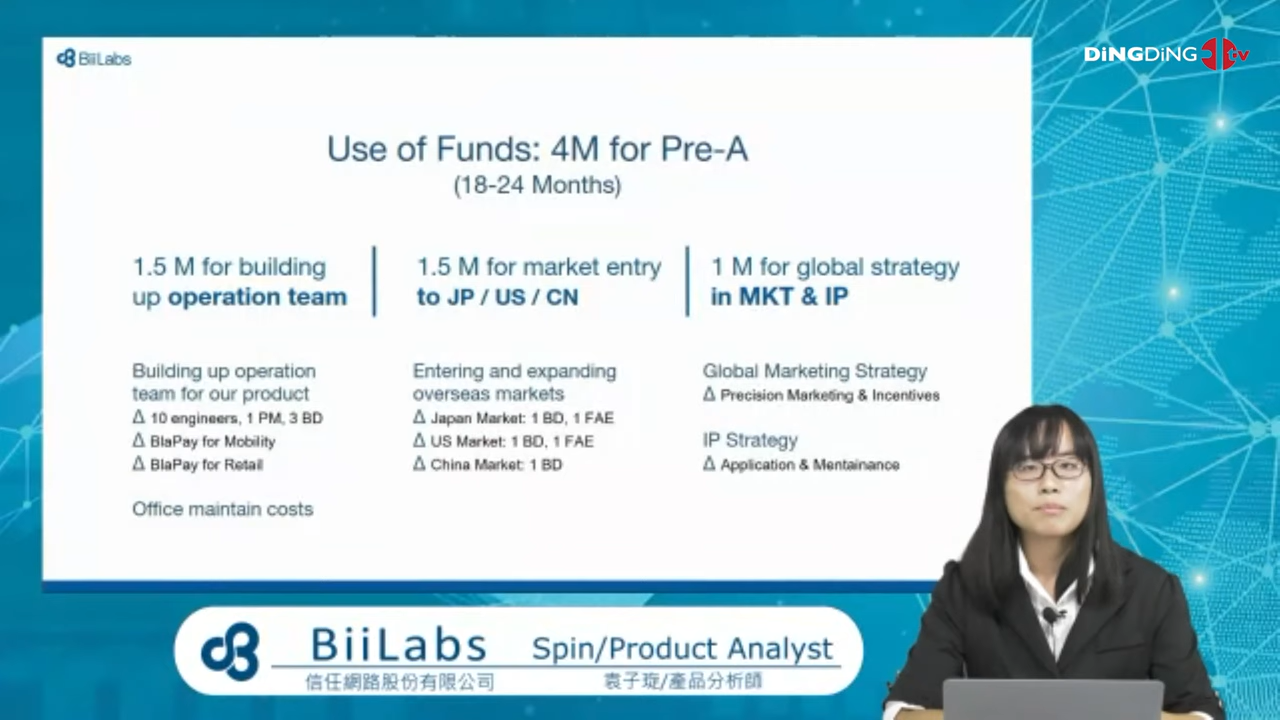 BiiLabs
DiNGDiNG tv
Use of Funds: 4M for Pre-A
(18-24 Months)
1.5 M for building
up operation team
1.5 M for market entry
to JP / US / CN
1 M for global strategy
in MKT & IP
Building up operation
team for our product
Δ 10 engineers, 1 PM, 3 BD
Δ BlaPay for Mobility
Δ BlaPay for Retail
Office maintain costs
Entering and expanding
overseas markets
Δ Japan Market: 1 BD, 1 FAE
Δ US Market: 1 BD, 1 FAE
Δ China Market: 1 BD
Global Marketing Strategy
Δ Precision Marketing & Incentives
IP Strategy
Δ Application & Mentainance
BiiLabs
信任網路股份有限公司
Spin/Product Analyst
袁子琁/產品分析師